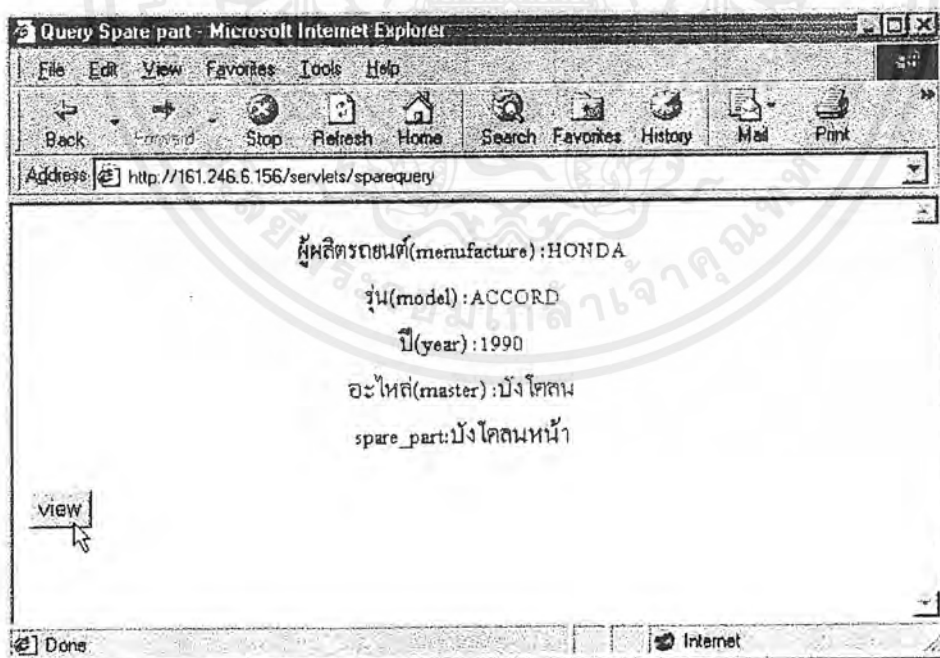 Query Spare part - Microsoft Internet Explorer
File Edit View Favorites Tools Help
Back Forward Stop Refresh Home Search Favorites History Mail Print
Address http://161.246.6.156/servlets/sparequery
ผู้ผลิตรถยนต์(menufacture) :HONDA
รุ่น(model) :ACCORD
ปี(year) :1990
อะไหล่(master) :บังโคลน
spare_part:บังโคลนหน้า
view
Done Internet